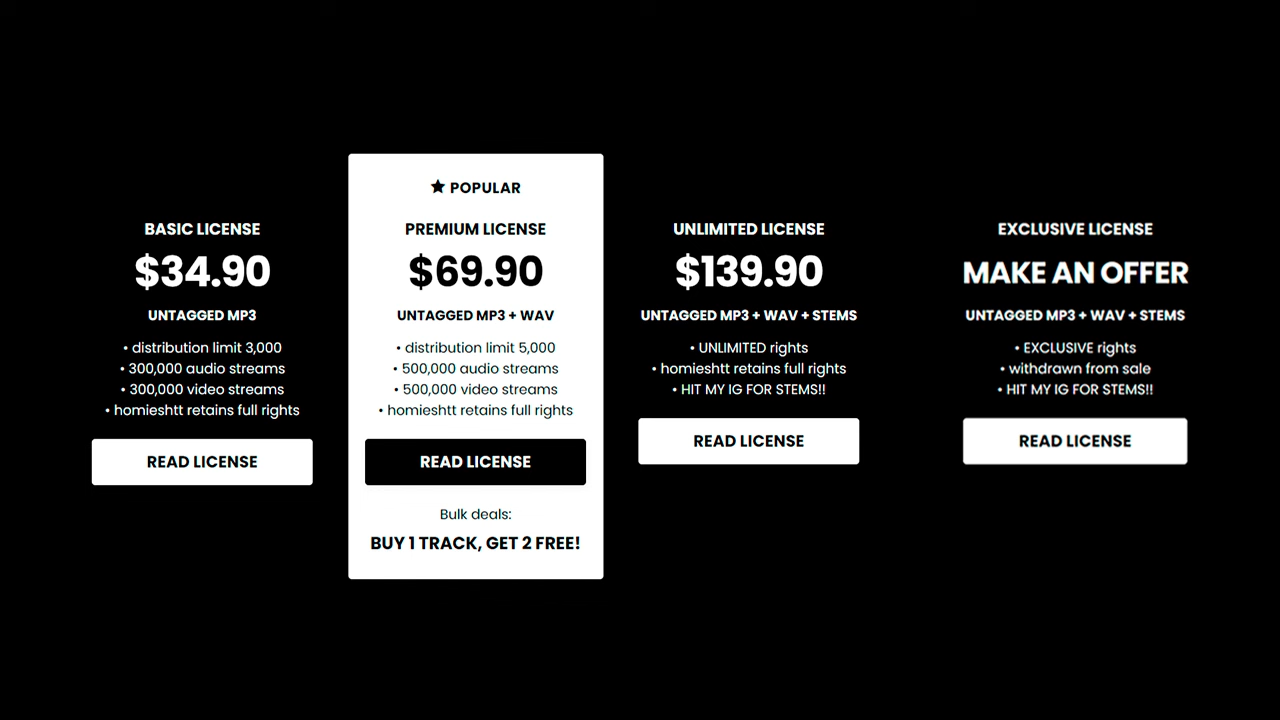 BASIC LICENSE
$34.90
UNTAGGED MP3
• distribution limit 3,000
• 300,000 audio streams
• 300,000 video streams
• homieshtt retains full rights
READ LICENSE
★ POPULAR
PREMIUM LICENSE
$69.90
UNTAGGED MP3 + WAV
• distribution limit 5,000
• 500,000 audio streams
• 500,000 video streams
• homieshtt retains full rights
READ LICENSE
Bulk deals:
BUY 1 TRACK, GET 2 FREE!
UNLIMITED LICENSE
$139.90
UNTAGGED MP3 + WAV + STEMS
• UNLIMITED rights
• homieshtt retains full rights
• HIT MY IG FOR STEMS!!
READ LICENSE
EXCLUSIVE LICENSE
MAKE AN OFFER
UNTAGGED MP3 + WAV + STEMS
• EXCLUSIVE rights
• withdrawn from sale
• HIT MY IG FOR STEMS!!
READ LICENSE